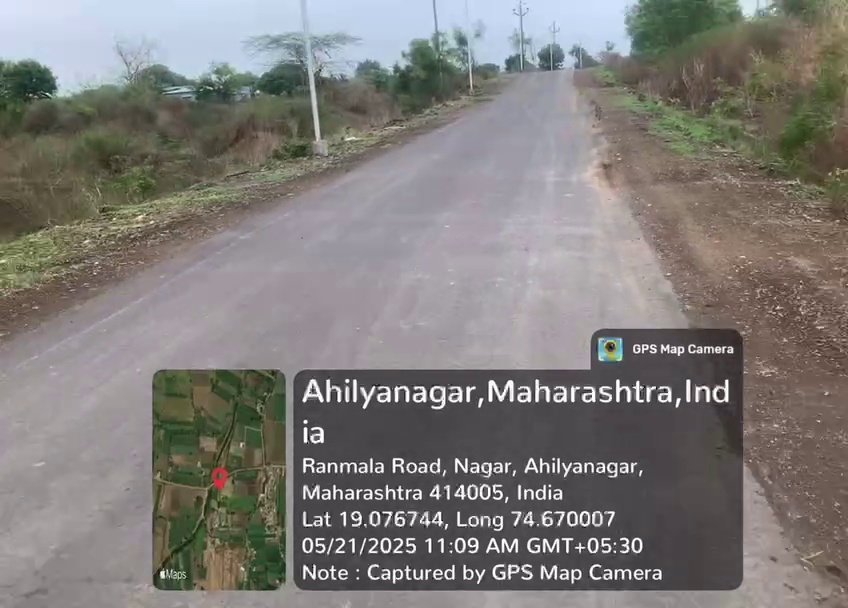 GPS Map Camera
Ahilyanagar,Maharashtra,Ind
ia
Ranmala Road, Nagar, Ahilyanagar,
Maharashtra 414005, India
Lat 19.076744, Long 74.670007
05/21/2025 11:09 AM GMT+05:30
Note : Captured by GPS Map Camera
Maps